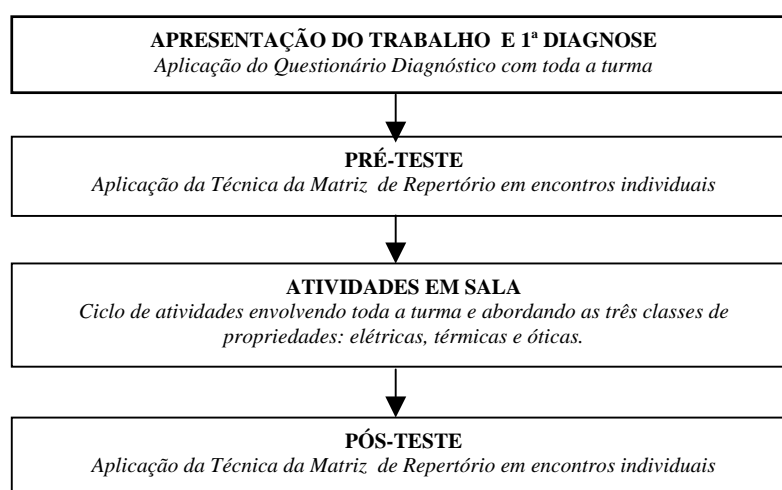 APRESENTAÇÃO DO TRABALHO E 1ª DIAGNOSE
Aplicação do Questionário Diagnóstico com toda a turma
PRÉ-TESTE
Aplicação da Técnica da Matriz de Repertório em encontros individuais
ATIVIDADES EM SALA
Ciclo de atividades envolvendo toda a turma e abordando as três classes de
propriedades: elétricas, térmicas e óticas.
PÓS-TESTE
Aplicação da Técnica da Matriz de Repertório em encontros individuais